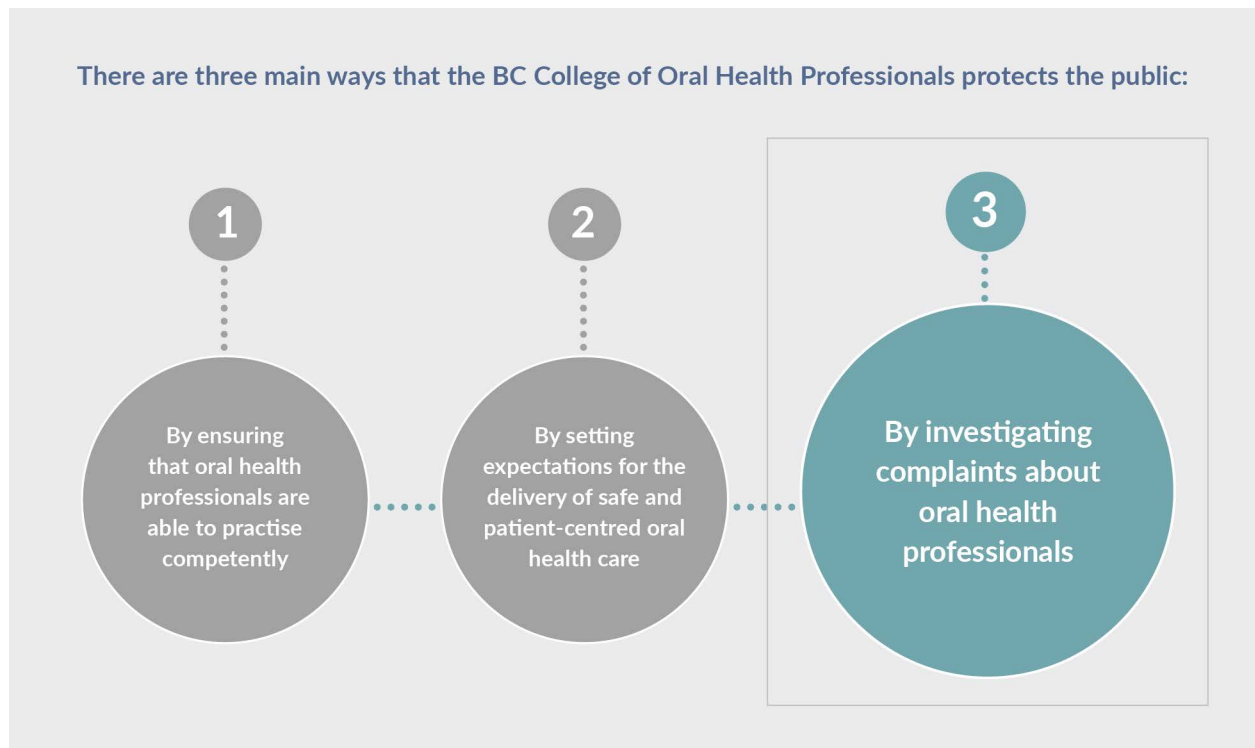 There are three main ways that the BC College of Oral Health Professionals protects the public:
1
By ensuring
that oral health
professionals are
able to practise
competently
2
By setting
expectations for the
delivery of safe and
patient-centred oral
health care
3
By investigating
complaints about
oral health
professionals